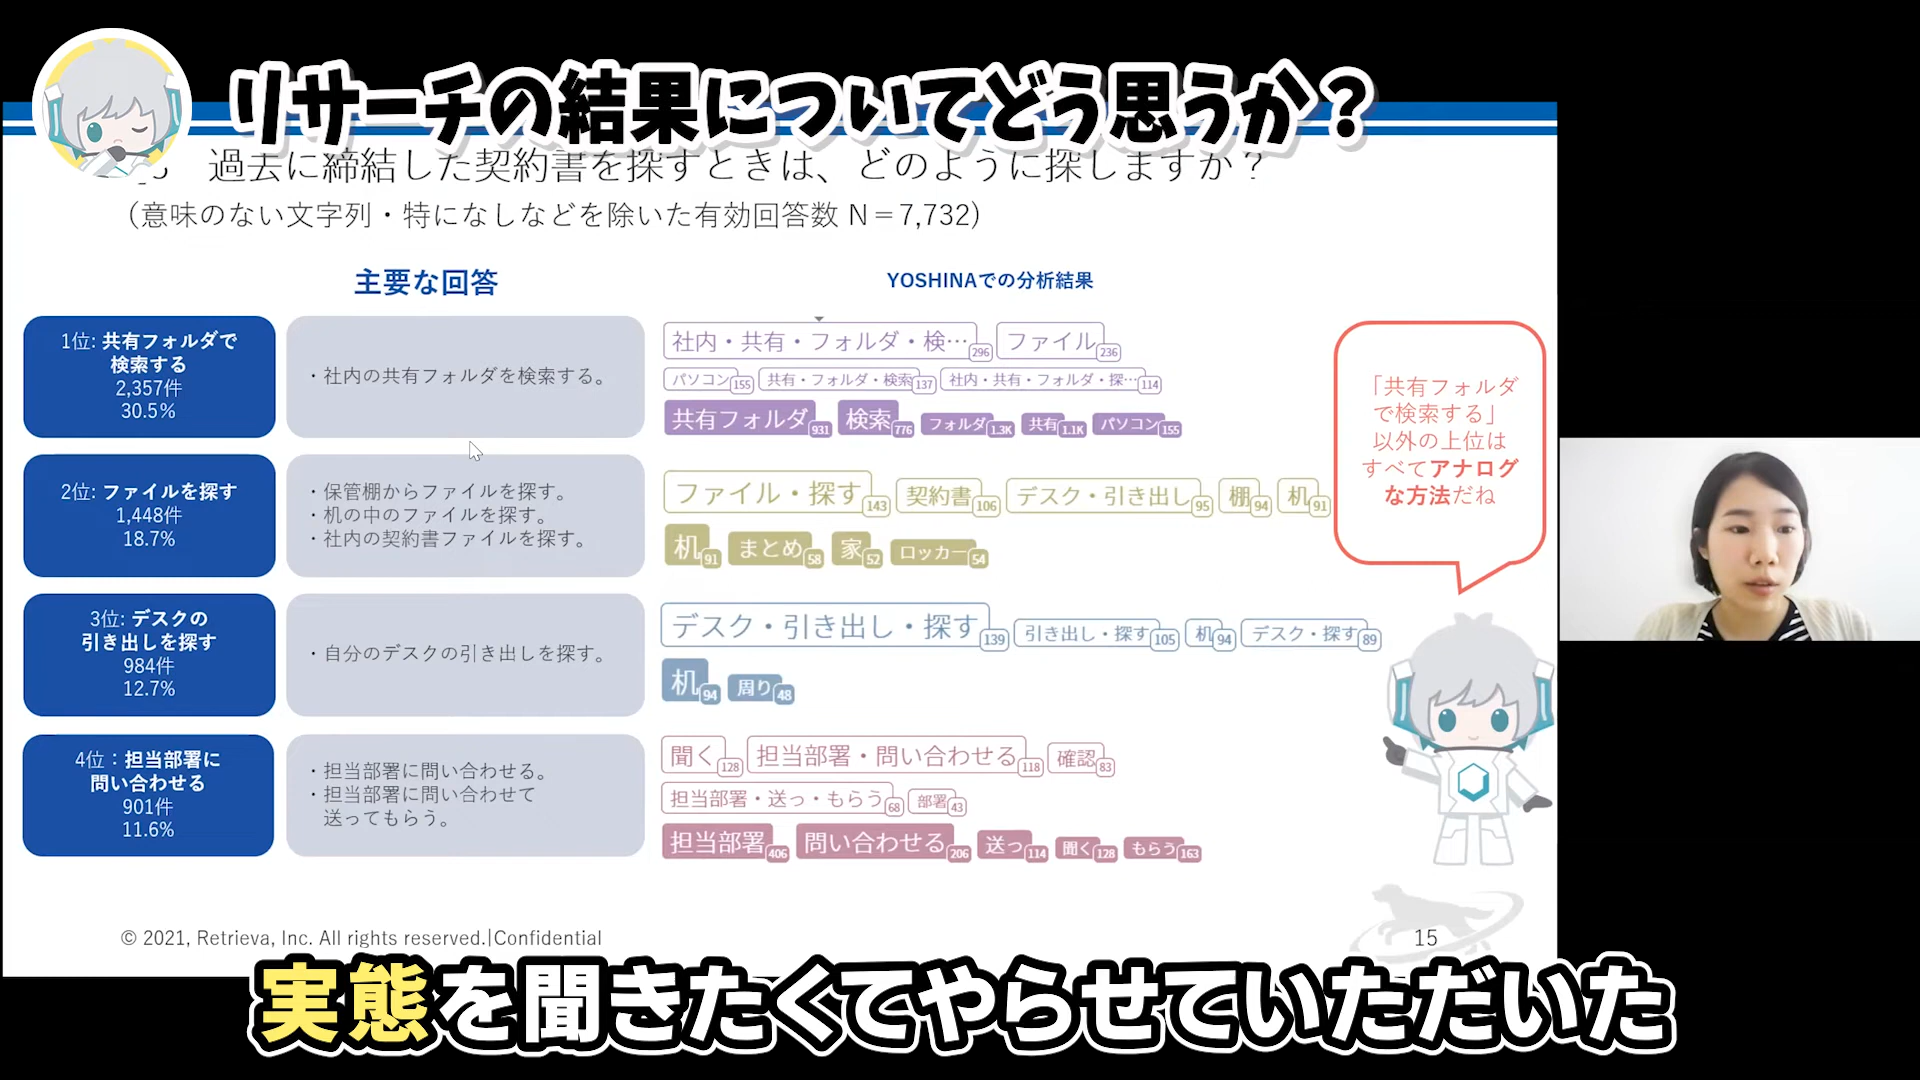 リサーチの結果についてどう思うか？
過去に締結した契約書を探すときは、どのように探しますか？
（意味のない文字列・特になしなどを除いた有効回答数 N＝7,732）
主要な回答
YOSHINAでの分析結果
1位: 共有フォルダで
検索する
2,357件
30.5%
・社内の共有フォルダを検索する。
社内・共有・フォルダ・検… 296 ファイル 236
パソコン 155 共有・フォルダ・検索 137 社内・共有・フォルダ・探… 114
共有フォルダ 931 検索 776 フォルダ 1.3K 共有 1.1K パソコン 155
2位: ファイルを探す
1,448件
18.7%
・保管棚からファイルを探す。
・机の中のファイルを探す。
・社内の契約書ファイルを探す。
ファイル・探す 143 契約書 106 デスク・引き出し 95 棚 94 机 91
机 91 まとめ 58 家 52 ロッカー 54
3位: デスクの
引き出しを探す
984件
12.7%
・自分のデスクの引き出しを探す。
デスク・引き出し・探す 139 引き出し・探す 105 机 94 デスク・探す 89
机 94 周り 48
4位：担当部署に
問い合わせる
901件
11.6%
・担当部署に問い合わせる。
・担当部署に問い合わせて
送ってもらう。
聞く 128 担当部署・問い合わせる 118 確認 83
担当部署・送っ・もらう 68 部署 43
担当部署 406 問い合わせる 206 送っ 114 聞く 128 もらう 163
「共有フォルダ
で検索する」
以外の上位は
すべてアナログ
な方法だね
© 2021, Retrieva, Inc. All rights reserved.|Confidential
15
実態を聞きたくてやらせていただいた